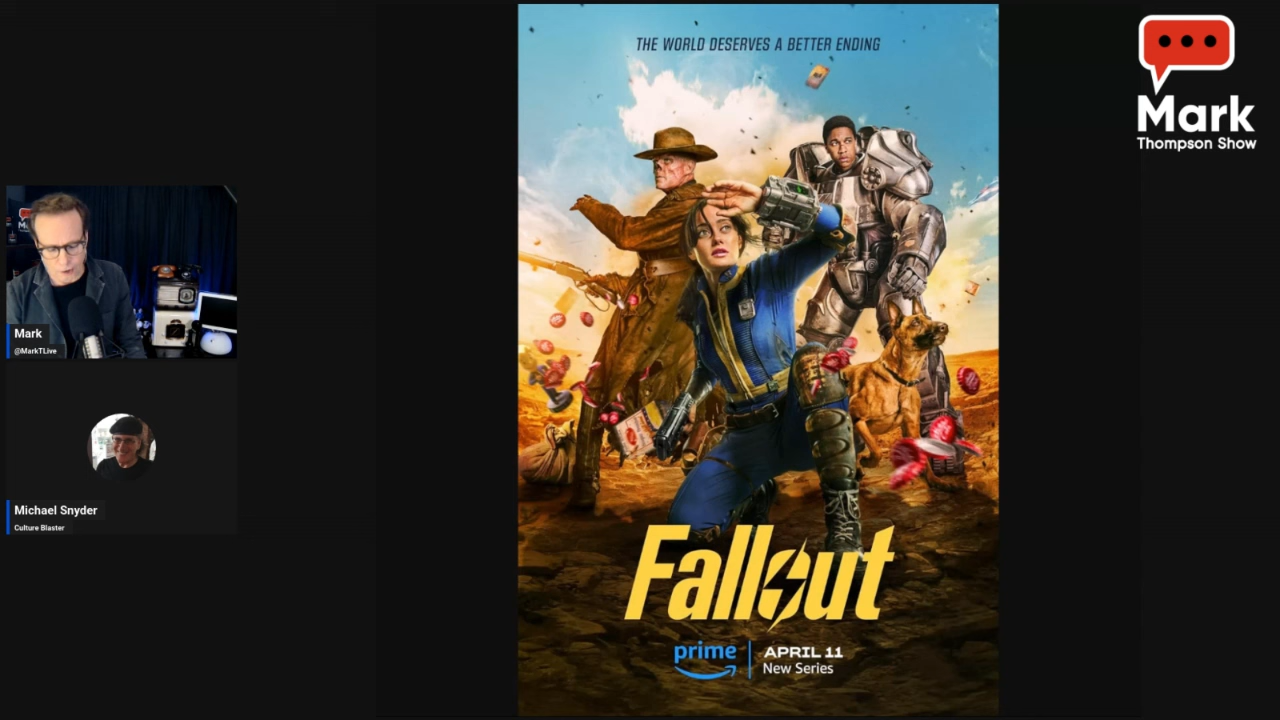 THE WORLD DESERVES A BETTER ENDING
Mark
Thompson Show
Mark
@MarkTLive
Michael Snyder
Culture Blaster
Fallout
prime
APRIL 11
New Series